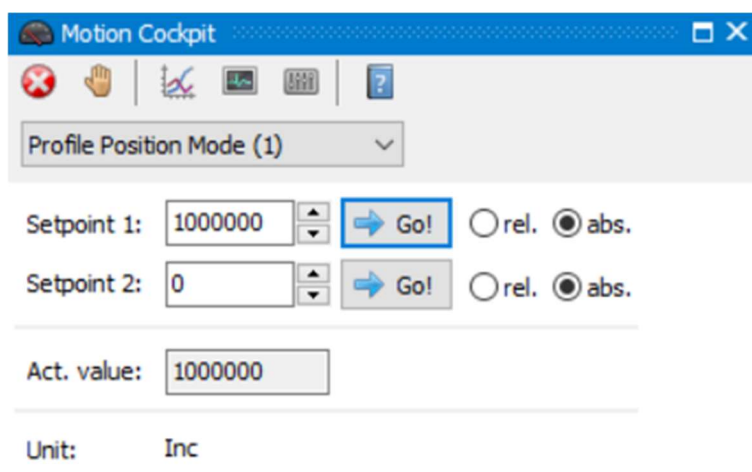 Motion Cockpit
?
Profile Position Mode (1)
Setpoint 1: 1000000 Go! rel. abs.
Setpoint 2: 0 Go! rel. abs.
Act. value: 1000000
Unit: Inc